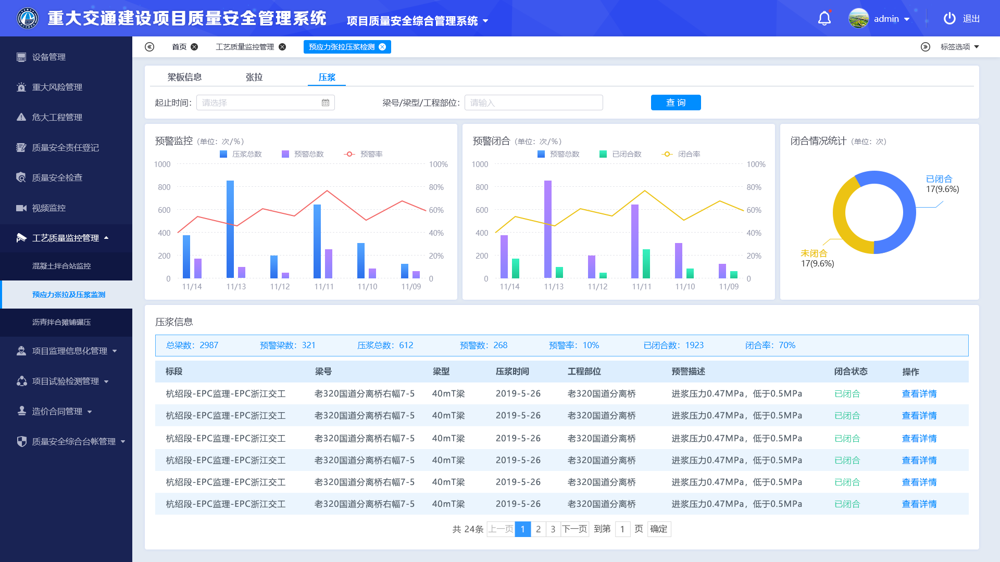 重大交通建设项目质量安全管理系统
项目质量安全综合管理系统
admin
退出
首页
工艺质量监控管理
预应力张拉压浆检测
标签选项
设备管理
重大风险管理
危大工程管理
质量安全责任登记
质量安全检查
视频监控
工艺质量监控管理
混凝土拌合站监控
预应力张拉及压浆监测
沥青拌合摊铺碾压
项目监理信息化管理
项目试验检测管理
造价合同管理
质量安全综合台帐管理
梁板信息 张拉 压浆
起止时间: 请选择 梁号/梁型/工程部位: 请输入 查 询
预警监控 (单位: 次/%)
压浆总数 预警总数 预警率
1000 100%
800 80%
600 60%
400 40%
200 20%
0 0
11/14 11/13 11/12 11/11 11/10 11/09
预警闭合 (单位: 次/%)
预警总数 已闭合数 闭合率
1000 100%
800 80%
600 60%
400 40%
200 20%
0 0
11/14 11/13 11/12 11/11 11/10 11/09
闭合情况统计 (单位: 次)
已闭合
17(9.6%)
未闭合
17(9.6%)
压浆信息
总梁数: 2987 预警梁数: 321 压浆总数: 612 预警数: 268 预警率: 10% 已闭合数: 1923 闭合率: 70%
标段 梁号 梁型 压浆时间 工程部位 预警描述 闭合状态 操作
杭绍段-EPC监理-EPC浙江交工 老320国道分离桥右幅7-5 40mT梁 2019-5-26 老320国道分离桥 进浆压力0.47MPa，低于0.5MPa 已闭合 查看详情
杭绍段-EPC监理-EPC浙江交工 老320国道分离桥右幅7-5 40mT梁 2019-5-26 老320国道分离桥 进浆压力0.47MPa，低于0.5MPa 已闭合 查看详情
杭绍段-EPC监理-EPC浙江交工 老320国道分离桥右幅7-5 40mT梁 2019-5-26 老320国道分离桥 进浆压力0.47MPa，低于0.5MPa 已闭合 查看详情
杭绍段-EPC监理-EPC浙江交工 老320国道分离桥右幅7-5 40mT梁 2019-5-26 老320国道分离桥 进浆压力0.47MPa，低于0.5MPa 已闭合 查看详情
杭绍段-EPC监理-EPC浙江交工 老320国道分离桥右幅7-5 40mT梁 2019-5-26 老320国道分离桥 进浆压力0.47MPa，低于0.5MPa 已闭合 查看详情
杭绍段-EPC监理-EPC浙江交工 老320国道分离桥右幅7-5 40mT梁 2019-5-26 老320国道分离桥 进浆压力0.47MPa，低于0.5MPa 已闭合 查看详情
共 24条 上一页 1 2 3 下一页 到第 1 页 确定